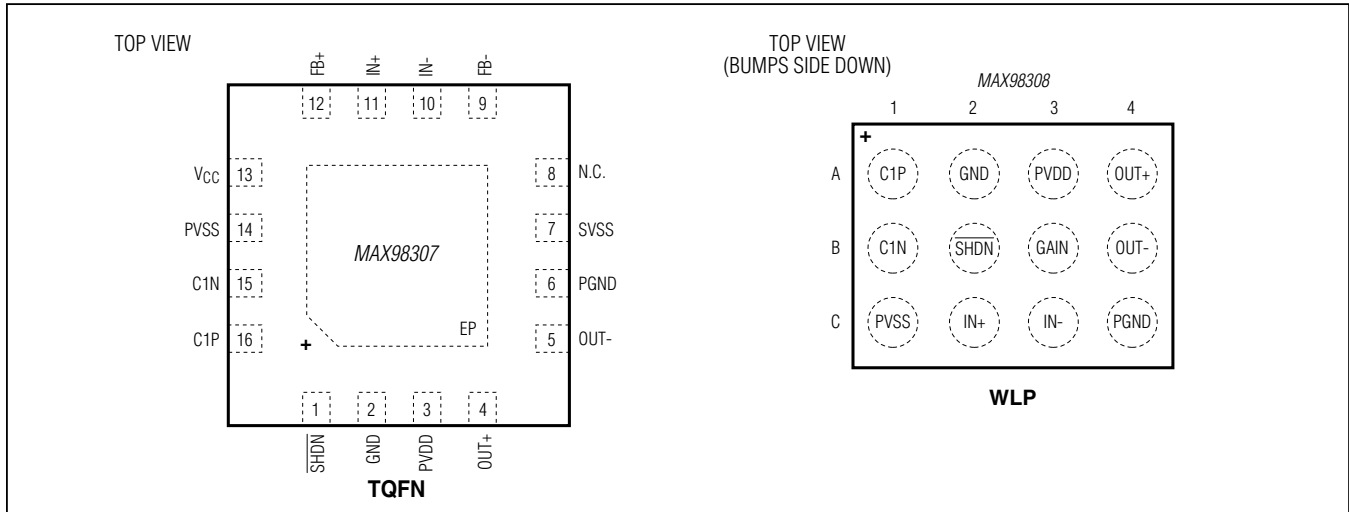 TOP VIEW
FB+ IN+ IN- FB-
12 11 10 9
VCC 13
PVSS 14
C1N 15
C1P 16
8 N.C.
7 SVSS
6 PGND
5 OUT-
MAX98307
EP
+
1 2 3 4
SHDN GND PVDD OUT+
TQFN
TOP VIEW
(BUMPS SIDE DOWN)
MAX98308
1 2 3 4
+
A C1P GND PVDD OUT+
B C1N SHDN GAIN OUT-
C PVSS IN+ IN- PGND
WLP